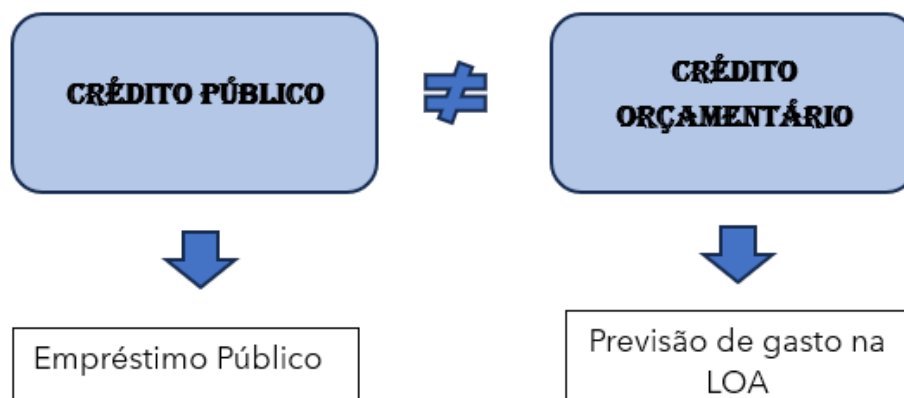 CRÉDITO PÚBLICO
≠
CRÉDITO
ORÇAMENTÁRIO
Empréstimo Público
Previsão de gasto na
LOA